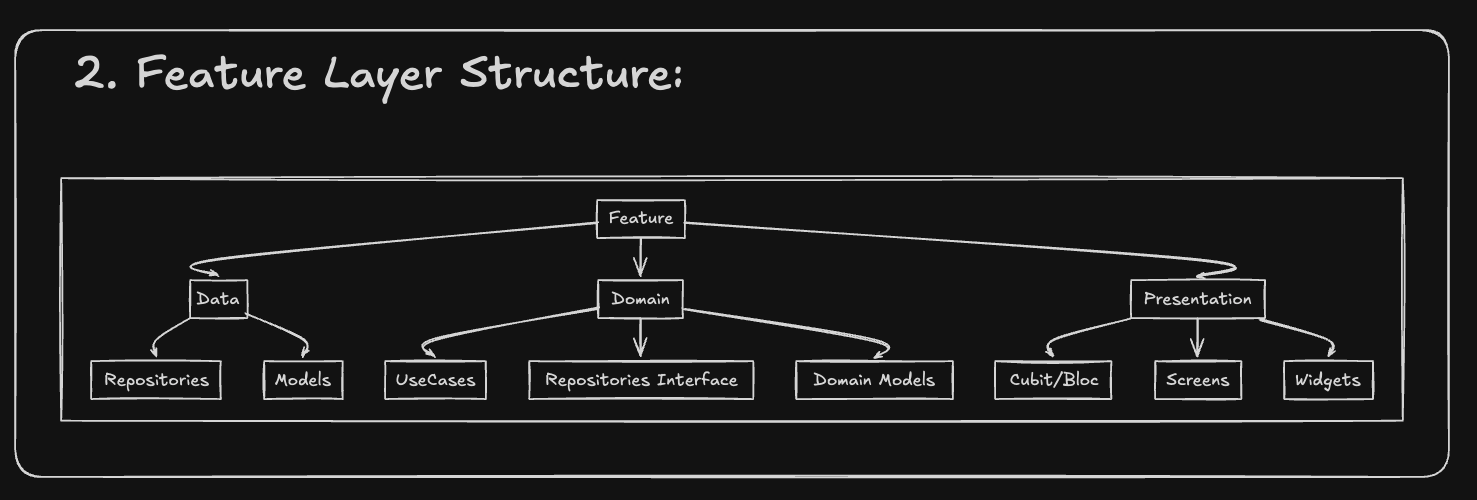 2. Feature Layer Structure:
Feature
Data
Domain
Presentation
Repositories
Models
UseCases
Repositories Interface
Domain Models
Cubit/Bloc
Screens
Widgets